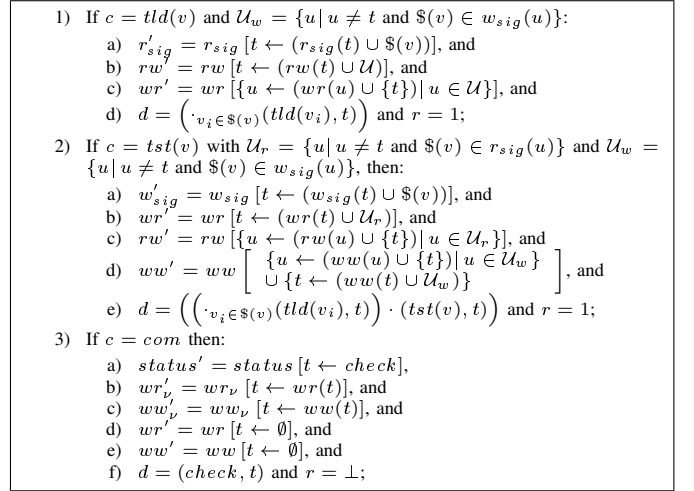 1) If c = tld(v) and 𝒰_w = {u | u ≠ t and $(v) ∈ w_sig(u)}:
a) r'_sig = r_sig [t ← (r_sig(t) ∪ $(v))], and
b) rw' = rw [t ← (rw(t) ∪ 𝒰)], and
c) wr' = wr [{u ← (wr(u) ∪ {t}) | u ∈ 𝒰}], and
d) d = (·_{v_i ∈ $(v)} (tld(v_i), t)) and r = 1;
2) If c = tst(v) with 𝒰_r = {u | u ≠ t and $(v) ∈ r_sig(u)} and 𝒰_w =
{u | u ≠ t and $(v) ∈ w_sig(u)}, then:
a) w'_sig = w_sig [t ← (w_sig(t) ∪ $(v))], and
b) wr' = wr [t ← (wr(t) ∪ 𝒰_r)], and
c) rw' = rw [{u ← (rw(u) ∪ {t}) | u ∈ 𝒰_r}], and
d) ww' = ww [ {u ← (ww(u) ∪ {t}) | u ∈ 𝒰_w}
∪ {t ← (ww(t) ∪ 𝒰_w)} ], and
e) d = ((·_{v_i ∈ $(v)} (tld(v_i), t)) · (tst(v), t)) and r = 1;
3) If c = com then:
a) status' = status [t ← check],
b) wr'_ν = wr_ν [t ← wr(t)], and
c) ww'_ν = ww_ν [t ← ww(t)], and
d) wr' = wr [t ← ∅], and
e) ww' = ww [t ← ∅], and
f) d = (check, t) and r = ⊥;